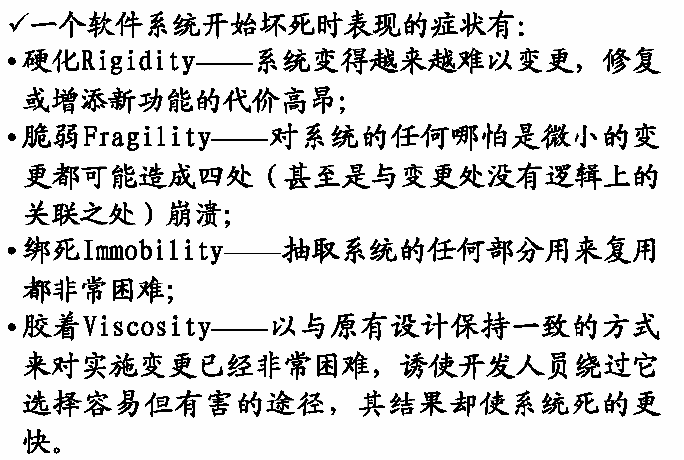 ✓一个软件系统开始坏死时表现的症状有：
•硬化Rigidity——系统变得越来越难以变更，修复
或增添新功能的代价高昂；
•脆弱Fragility——对系统的任何哪怕是微小的变
更都可能造成四处（甚至是与变更处没有逻辑上的
关联之处）崩溃；
•绑死Immobility——抽取系统的任何部分用来复用
都非常困难；
•胶着Viscosity——以与原有设计保持一致的方式
来对实施变更已经非常困难，诱使开发人员绕过它
选择容易但有害的途径，其结果却使系统死的更
快。